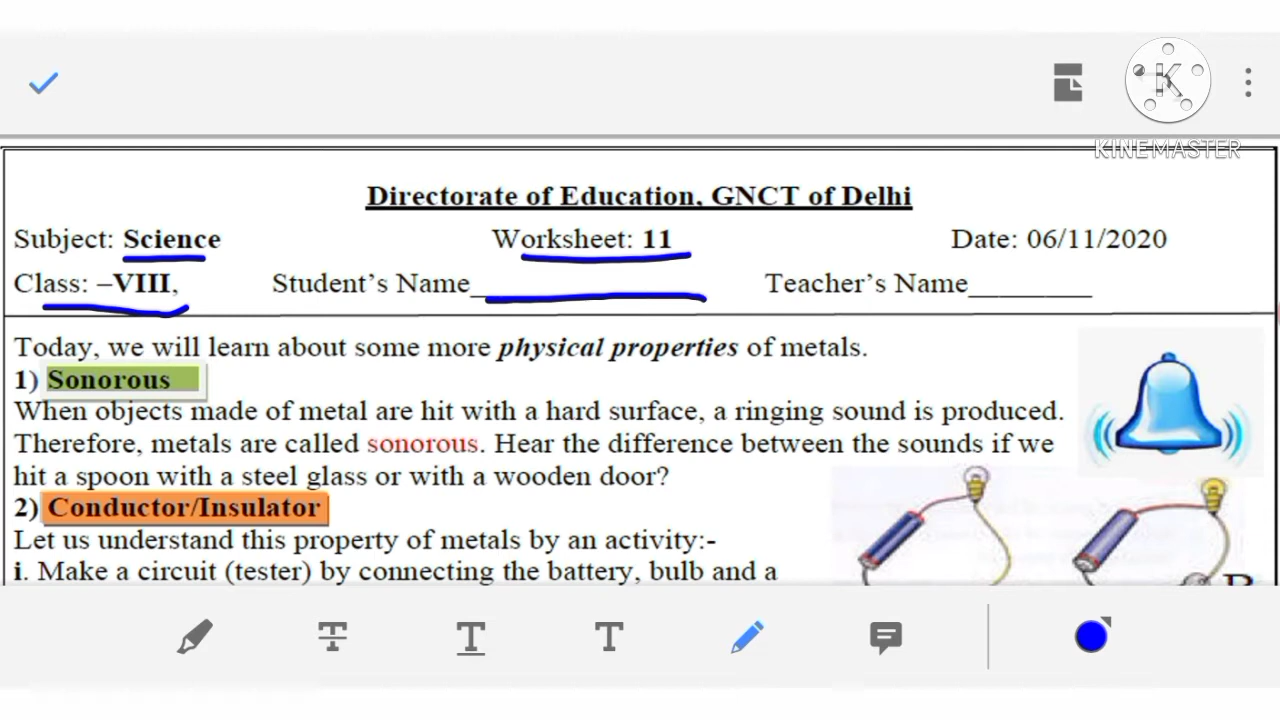 K
KINEMASTER
Directorate of Education, GNCT of Delhi
Subject: Science Worksheet: 11 Date: 06/11/2020
Class: –VIII, Student's Name_ Teacher's Name________
Today, we will learn about some more physical properties of metals.
1) Sonorous
When objects made of metal are hit with a hard surface, a ringing sound is produced.
Therefore, metals are called sonorous. Hear the difference between the sounds if we
hit a spoon with a steel glass or with a wooden door?
2) Conductor/Insulator
Let us understand this property of metals by an activity:-
i. Make a circuit (tester) by connecting the battery, bulb and a
T T T